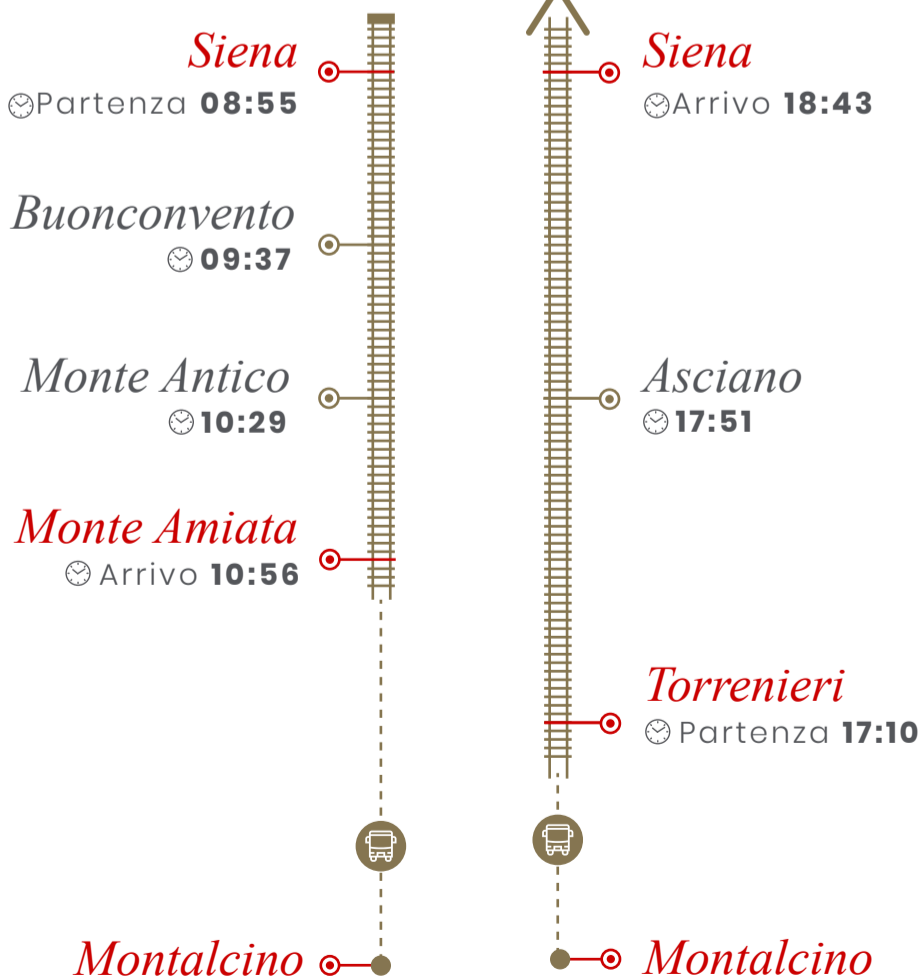 Siena
Partenza 08:55
Buonconvento
09:37
Monte Antico
10:29
Monte Amiata
Arrivo 10:56
Montalcino
Siena
Arrivo 18:43
Asciano
17:51
Torrenieri
Partenza 17:10
Montalcino